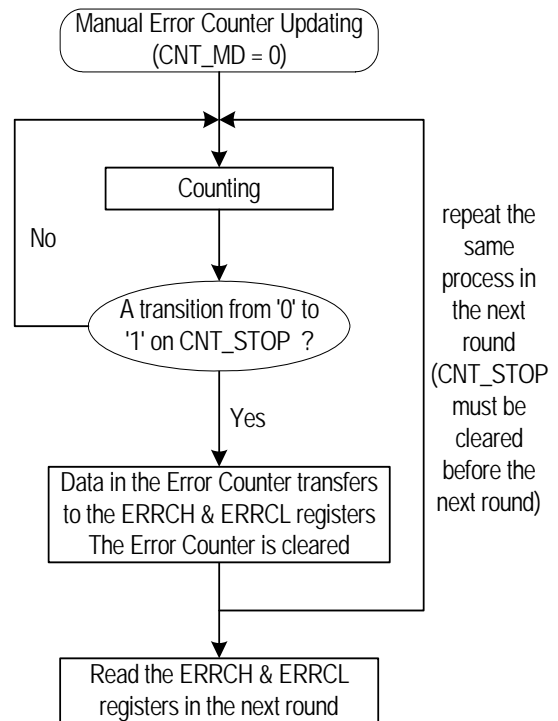 Manual Error Counter Updating
(CNT_MD = 0)
Counting
No
A transition from '0' to
'1' on CNT_STOP ?
Yes
Data in the Error Counter transfers
to the ERRCH & ERRCL registers
The Error Counter is cleared
repeat the
same
process in
the next
round
(CNT_STOP
must be
cleared
before the
next round)
Read the ERRCH & ERRCL
registers in the next round